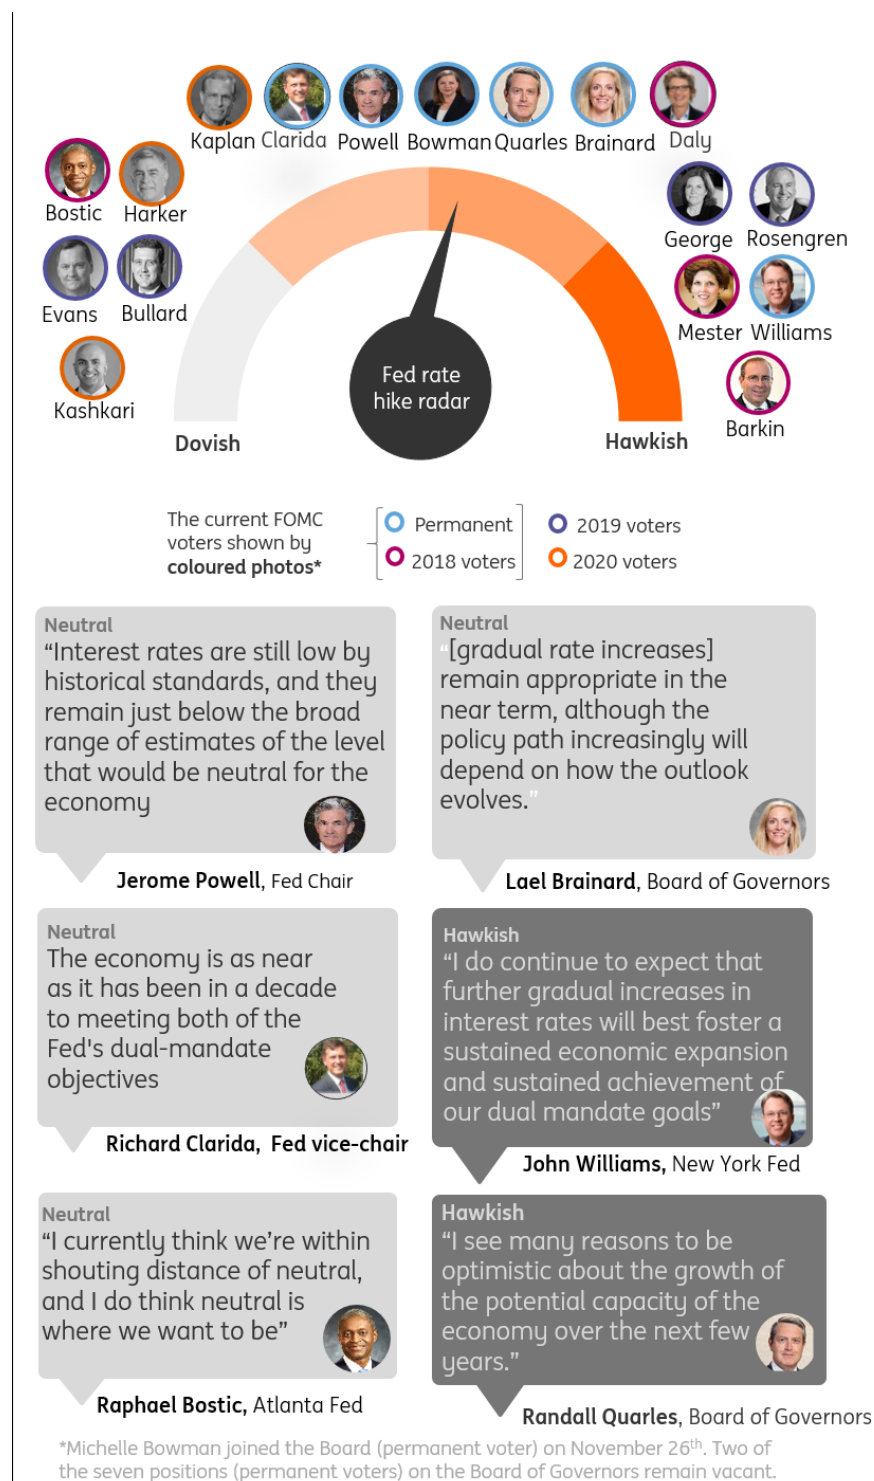 Kaplan Clarida Powell Bowman Quarles Brainard Daly
Bostic Harker
George Rosengren
Evans Bullard
Mester Williams
Kashkari
Barkin
Fed rate
hike radar
Dovish
Hawkish
The current FOMC
voters shown by
coloured photos*
Permanent
2018 voters
2019 voters
2020 voters
Neutral
“Interest rates are still low by
historical standards, and they
remain just below the broad
range of estimates of the level
that would be neutral for the
economy
Jerome Powell, Fed Chair
Neutral
“[gradual rate increases]
remain appropriate in the
near term, although the
policy path increasingly will
depend on how the outlook
evolves.”
Lael Brainard, Board of Governors
Neutral
The economy is as near
as it has been in a decade
to meeting both of the
Fed's dual-mandate
objectives
Richard Clarida, Fed vice-chair
Hawkish
“I do continue to expect that
further gradual increases in
interest rates will best foster a
sustained economic expansion
and sustained achievement of
our dual mandate goals”
John Williams, New York Fed
Neutral
“I currently think we’re within
shouting distance of neutral,
and I do think neutral is
where we want to be”
Raphael Bostic, Atlanta Fed
Hawkish
“I see many reasons to be
optimistic about the growth of
the potential capacity of the
economy over the next few
years.”
Randall Quarles, Board of Governors
*Michelle Bowman joined the Board (permanent voter) on November 26th. Two of
the seven positions (permanent voters) on the Board of Governors remain vacant.